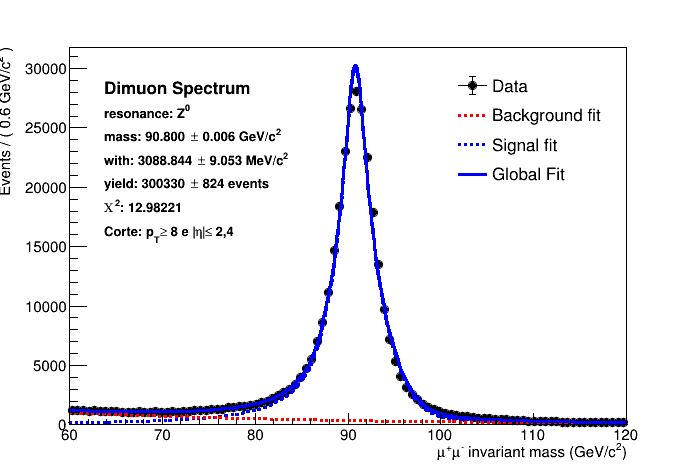 Events / ( 0.6 GeV/c² )
30000
25000
20000
15000
10000
5000
0
Dimuon Spectrum
resonance: Z⁰
mass: 90.800 ± 0.006 GeV/c²
with: 3088.844 ± 9.053 MeV/c²
yield: 300330 ± 824 events
Χ²: 12.98221
Corte: p_T ≥ 8 e |η| ≤ 2,4
Data
Background fit
Signal fit
Global Fit
60 70 80 90 100 110 120
μ⁺μ⁻ invariant mass (GeV/c²)